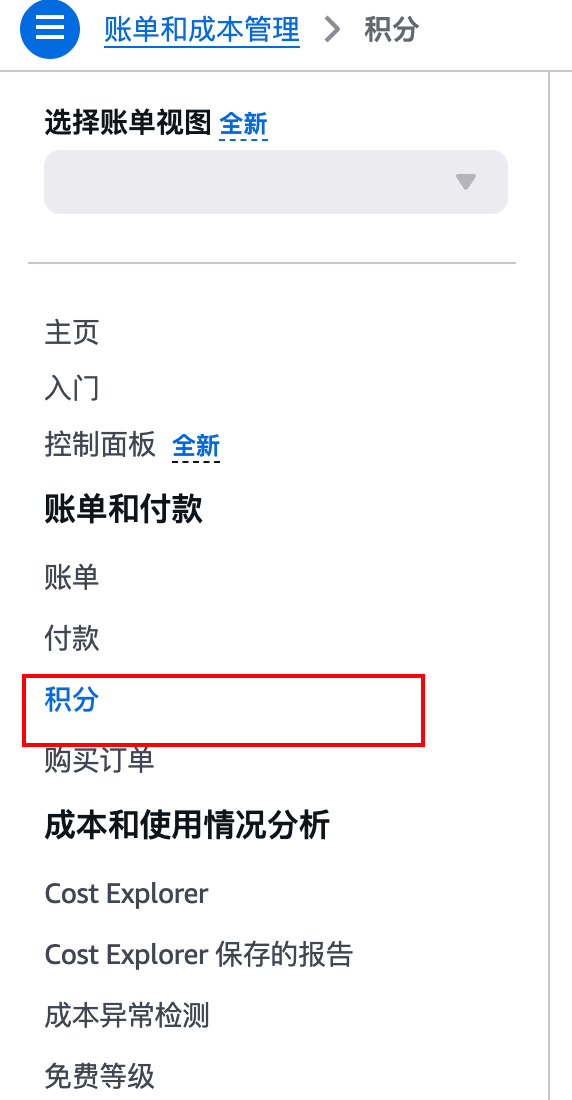 账单和成本管理 > 积分
选择账单视图 全新
主页
入门
控制面板 全新
账单和付款
账单
付款
积分
购买订单
成本和使用情况分析
Cost Explorer
Cost Explorer 保存的报告
成本异常检测
免费等级